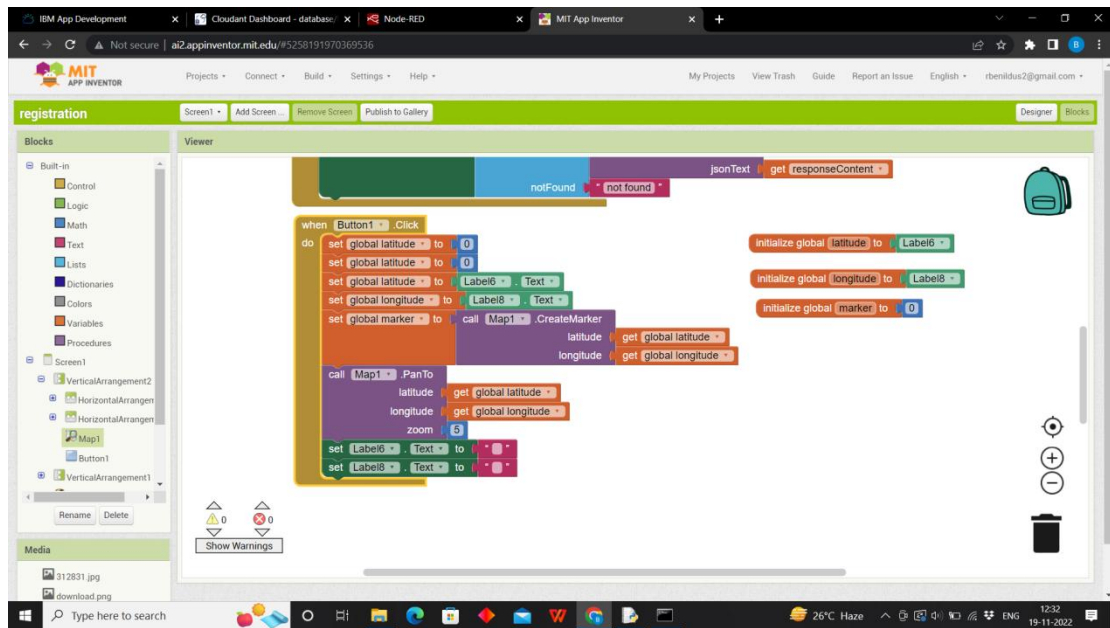 IBM App Development
Cloudant Dashboard - database/
Node-RED
MIT App Inventor
Not secure | ai2.appinventor.mit.edu/#5258191970369536
B
MIT
APP INVENTOR
Projects
Connect
Build
Settings
Help
My Projects
View Trash
Guide
Report an Issue
English
rbenildus2@gmail.com
registration
Screen1
Add Screen ...
Remove Screen
Publish to Gallery
Designer
Blocks
Blocks
Viewer
Built-in
Control
Logic
Math
Text
Lists
Dictionaries
Colors
Variables
Procedures
Screen1
VerticalArrangement2
HorizontalArrangen
HorizontalArrangen
Map1
Button1
VerticalArrangement1
Rename
Delete
Media
312831.jpg
download.png
jsonText get responseContent
notFound " not found "
when Button1 .Click
do set global latitude to 0
set global latitude to 0
set global latitude to Label6 . Text
set global longitude to Label8 . Text
set global marker to call Map1 .CreateMarker
latitude get global latitude
longitude get global longitude
call Map1 .PanTo
latitude get global latitude
longitude get global longitude
zoom 5
set Label6 . Text to " "
set Label8 . Text to " "
initialize global latitude to Label6
initialize global longitude to Label8
initialize global marker to 0
0 0
Show Warnings
Type here to search
26°C Haze
ENG
12:32
19-11-2022